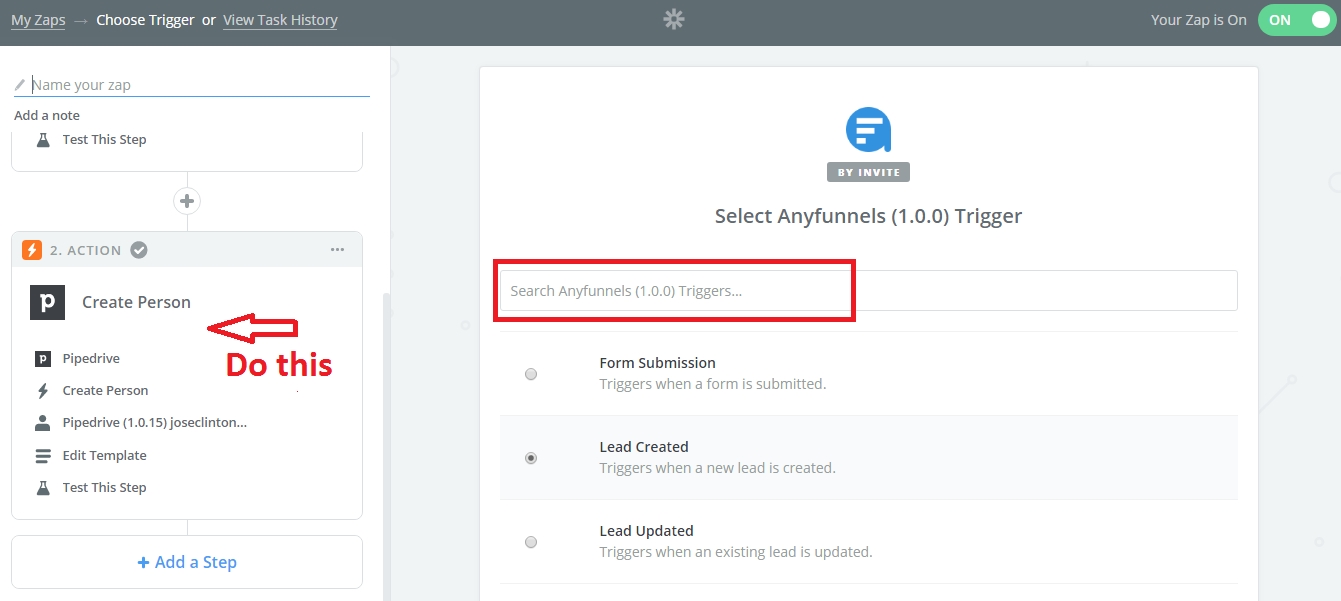 My Zaps → Choose Trigger or View Task History
Your Zap is On ON
Name your zap
Add a note
Test This Step
2. ACTION
Create Person
Do this
Pipedrive
Create Person
Pipedrive (1.0.15) joseclinton...
Edit Template
Test This Step
+ Add a Step
BY INVITE
Select Anyfunnels (1.0.0) Trigger
Search Anyfunnels (1.0.0) Triggers...
Form Submission
Triggers when a form is submitted.
Lead Created
Triggers when a new lead is created.
Lead Updated
Triggers when an existing lead is updated.